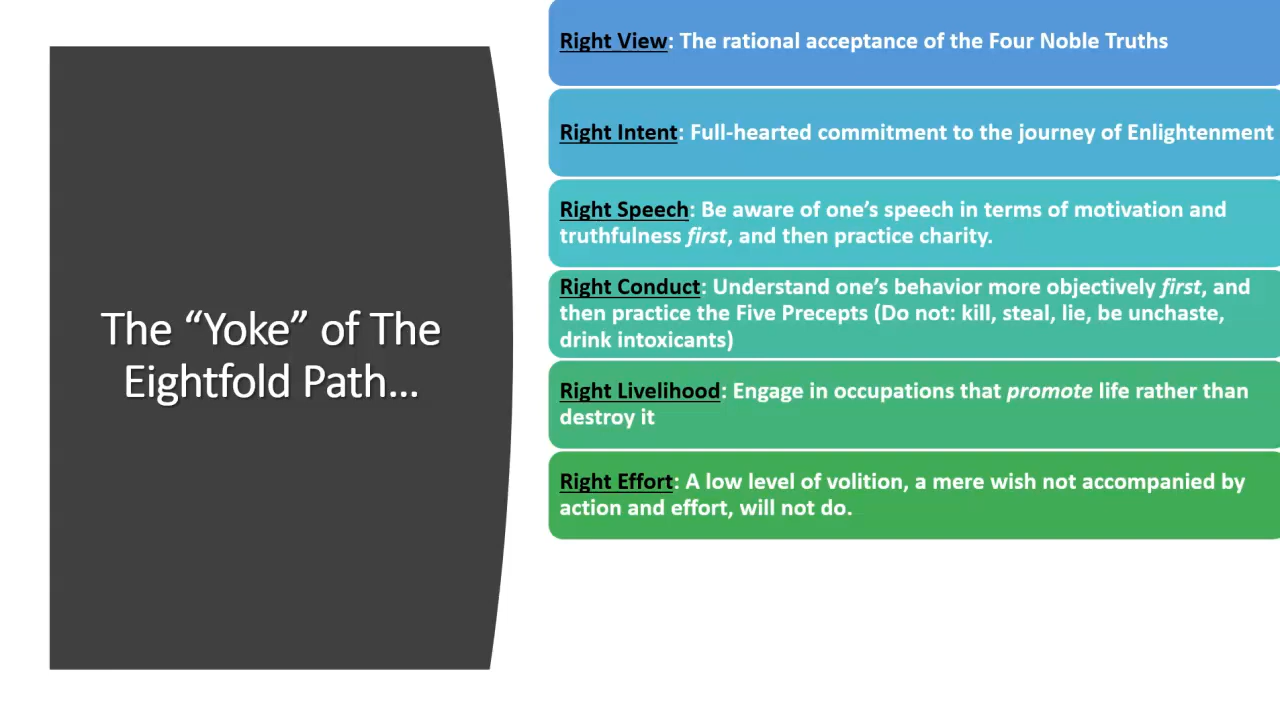 The “Yoke” of The
Eightfold Path...
Right View: The rational acceptance of the Four Noble Truths
Right Intent: Full-hearted commitment to the journey of Enlightenment
Right Speech: Be aware of one’s speech in terms of motivation and
truthfulness first, and then practice charity.
Right Conduct: Understand one’s behavior more objectively first, and
then practice the Five Precepts (Do not: kill, steal, lie, be unchaste,
drink intoxicants)
Right Livelihood: Engage in occupations that promote life rather than
destroy it
Right Effort: A low level of volition, a mere wish not accompanied by
action and effort, will not do.